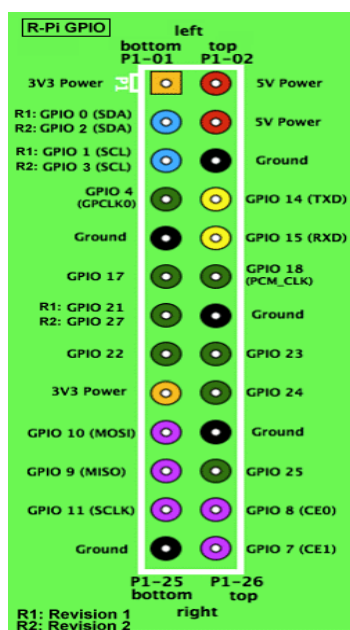 R-Pi GPIO
left
bottom top
P1-01 P1-02
3V3 Power P1 5V Power
R1: GPIO 0 (SDA)
R2: GPIO 2 (SDA)
5V Power
R1: GPIO 1 (SCL)
R2: GPIO 3 (SCL)
Ground
GPIO 4
(GPCLK0)
GPIO 14 (TXD)
Ground GPIO 15 (RXD)
GPIO 17
GPIO 18
(PCM_CLK)
R1: GPIO 21
R2: GPIO 27
Ground
GPIO 22 GPIO 23
3V3 Power GPIO 24
GPIO 10 (MOSI) Ground
GPIO 9 (MISO) GPIO 25
GPIO 11 (SCLK) GPIO 8 (CE0)
Ground GPIO 7 (CE1)
P1-25 P1-26
bottom top
right
R1: Revision 1
R2: Revision 2